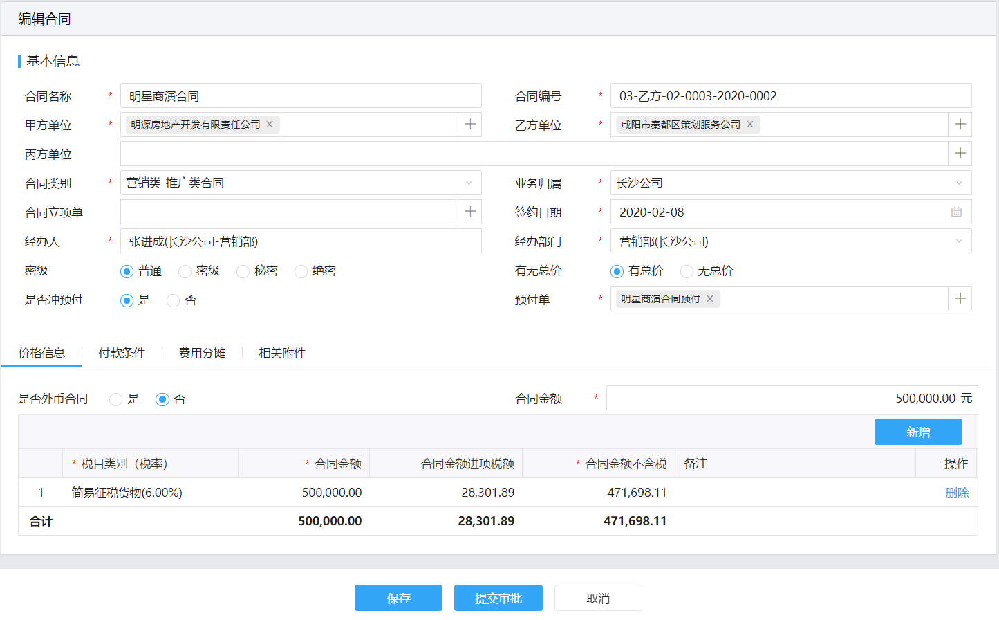 编辑合同
基本信息
合同名称 * 明星商演合同 合同编号 * 03-乙方-02-0003-2020-0002
甲方单位 * 明源房地产开发有限责任公司 × 乙方单位 * 咸阳市秦都区策划服务公司 ×
丙方单位
合同类别 * 营销类-推广类合同 业务归属 * 长沙公司
合同立项单 签约日期 * 2020-02-08
经办人 * 张进成(长沙公司-营销部) 经办部门 * 营销部(长沙公司)
密级 普通 密级 秘密 绝密 有无总价 有总价 无总价
是否冲预付 是 否 预付单 * 明星商演合同预付 ×
价格信息 付款条件 费用分摊 相关附件
是否外币合同 是 否 合同金额 * 500,000.00 元
新增
* 税目类别（税率） * 合同金额 合同金额进项税额 * 合同金额不含税 备注 操作
1 简易征税货物(6.00%) 500,000.00 28,301.89 471,698.11 删除
合计 500,000.00 28,301.89 471,698.11
保存 提交审批 取消